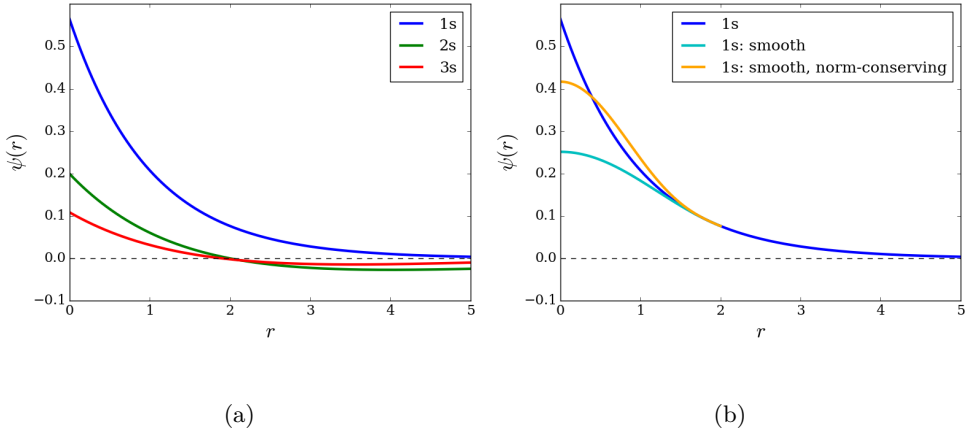 0.5
0.4
0.3
0.2
0.1
0.0
−0.1
ψ(r)
0 1 2 3 4 5
r
1s
2s
3s
(a)
0.5
0.4
0.3
0.2
0.1
0.0
−0.1
ψ(r)
0 1 2 3 4 5
r
1s
1s: smooth
1s: smooth, norm-conserving
(b)